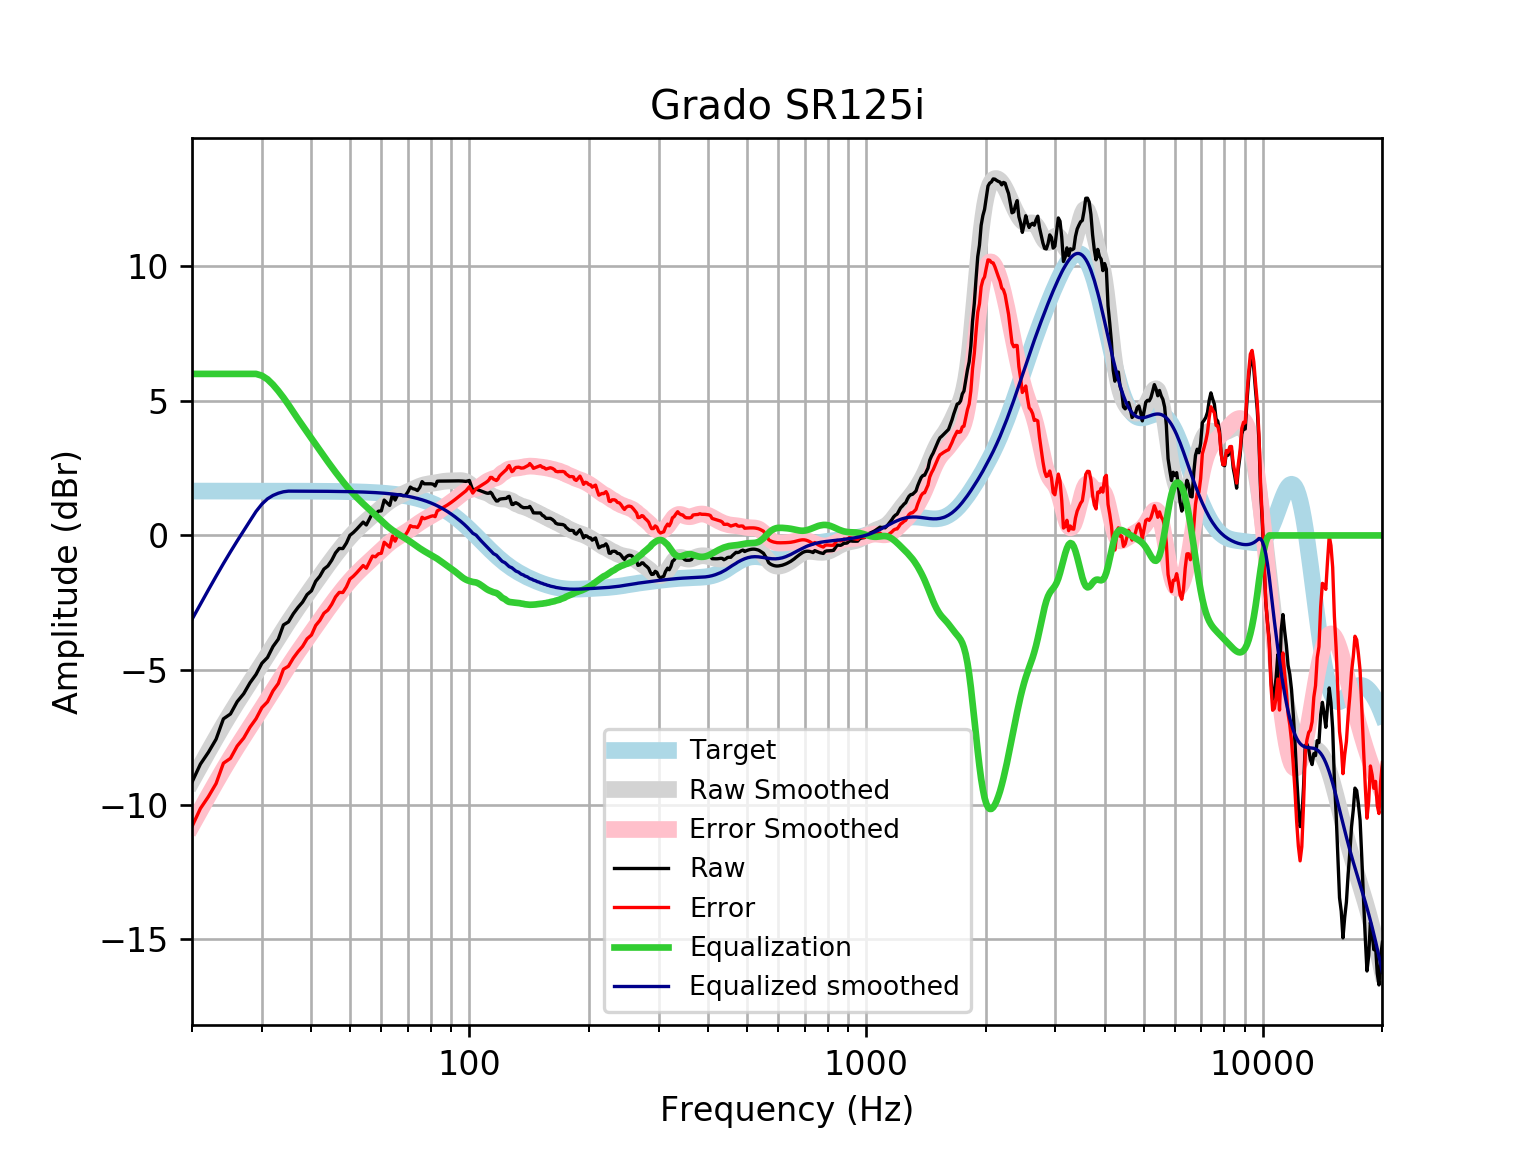 Grado SR125i
10
5
0
−5
−10
−15
Amplitude (dBr)
Target
Raw Smoothed
Error Smoothed
Raw
Error
Equalization
Equalized smoothed
100 1000 10000
Frequency (Hz)